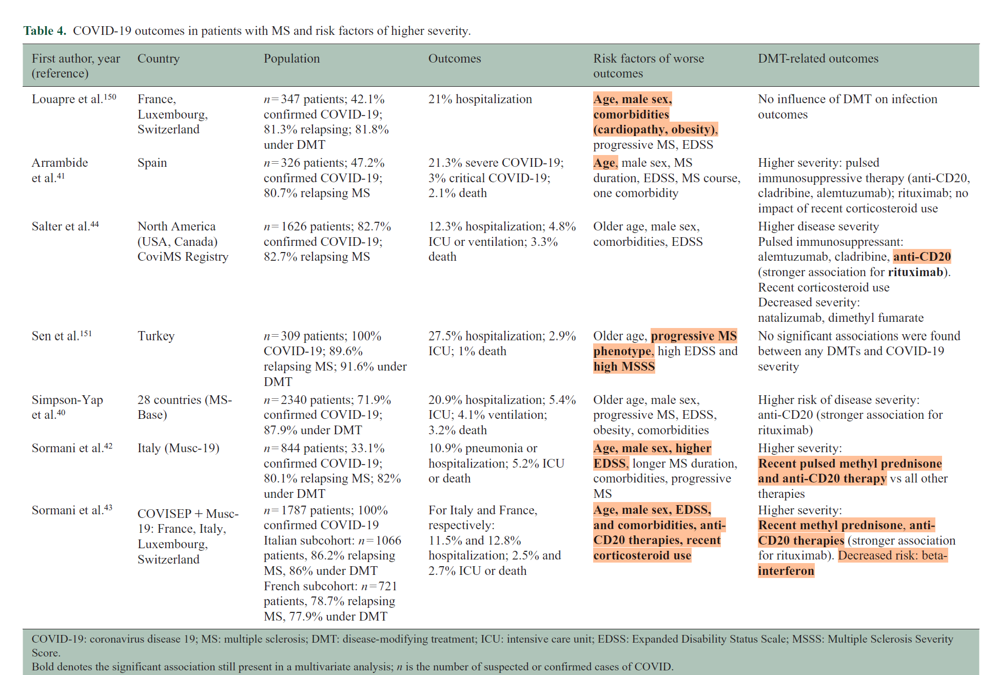 Table 4. COVID-19 outcomes in patients with MS and risk factors of higher severity.
First author, year
(reference)
Country
Population
Outcomes
Risk factors of worse
outcomes
DMT-related outcomes
Louapre et al.150
France,
Luxembourg,
Switzerland
n=347 patients; 42.1%
confirmed COVID-19;
81.3% relapsing; 81.8%
under DMT
21% hospitalization
Age, male sex,
comorbidities
(cardiopathy, obesity),
progressive MS, EDSS
No influence of DMT on infection
outcomes
Arrambide
et al.41
Spain
n=326 patients; 47.2%
confirmed COVID-19;
80.7% relapsing MS
21.3% severe COVID-19;
3% critical COVID-19;
2.1% death
Age, male sex, MS
duration, EDSS, MS course,
one comorbidity
Higher severity: pulsed
immunosuppressive therapy (anti-CD20,
cladribine, alemtuzumab); rituximab; no
impact of recent corticosteroid use
Salter et al.44
North America
(USA, Canada)
CoviMS Registry
n=1626 patients; 82.7%
confirmed COVID-19;
82.7% relapsing MS
12.3% hospitalization; 4.8%
ICU or ventilation; 3.3%
death
Older age, male sex,
comorbidities, EDSS
Higher disease severity
Pulsed immunosuppressant:
alemtuzumab, cladribine, anti-CD20
(stronger association for rituximab).
Recent corticosteroid use
Decreased severity:
natalizumab, dimethyl fumarate
Sen et al.151
Turkey
n=309 patients; 100%
COVID-19; 89.6%
relapsing MS; 91.6% under
DMT
27.5% hospitalization; 2.9%
ICU; 1% death
Older age, progressive MS
phenotype, high EDSS and
high MSSS
No significant associations were found
between any DMTs and COVID-19
severity
Simpson-Yap
et al.40
28 countries (MS-
Base)
n=2340 patients; 71.9%
confirmed COVID-19;
87.9% under DMT
20.9% hospitalization; 5.4%
ICU; 4.1% ventilation;
3.2% death
Older age, male sex,
progressive MS, EDSS,
obesity, comorbidities
Higher risk of disease severity:
anti-CD20 (stronger association for
rituximab)
Sormani et al.42
Italy (Musc-19)
n=844 patients; 33.1%
confirmed COVID-19;
80.1% relapsing MS; 82%
under DMT
10.9% pneumonia or
hospitalization; 5.2% ICU
or death
Age, male sex, higher
EDSS, longer MS duration,
comorbidities, progressive
MS
Higher severity:
Recent pulsed methyl prednisone
and anti-CD20 therapy vs all other
therapies
Sormani et al.43
COVISEP + Musc-
19: France, Italy,
Luxembourg,
Switzerland
n=1787 patients; 100%
confirmed COVID-19
Italian subcohort: n=1066
patients, 86.2% relapsing
MS, 86% under DMT
French subcohort: n=721
patients, 78.7% relapsing
MS, 77.9% under DMT
For Italy and France,
respectively:
11.5% and 12.8%
hospitalization; 2.5% and
2.7% ICU or death
Age, male sex, EDSS,
and comorbidities, anti-
CD20 therapies, recent
corticosteroid use
Higher severity:
Recent methyl prednisone, anti-
CD20 therapies (stronger association
for rituximab). Decreased risk: beta-
interferon
COVID-19: coronavirus disease 19; MS: multiple sclerosis; DMT: disease-modifying treatment; ICU: intensive care unit; EDSS: Expanded Disability Status Scale; MSSS: Multiple Sclerosis Severity
Score.
Bold denotes the significant association still present in a multivariate analysis; n is the number of suspected or confirmed cases of COVID.